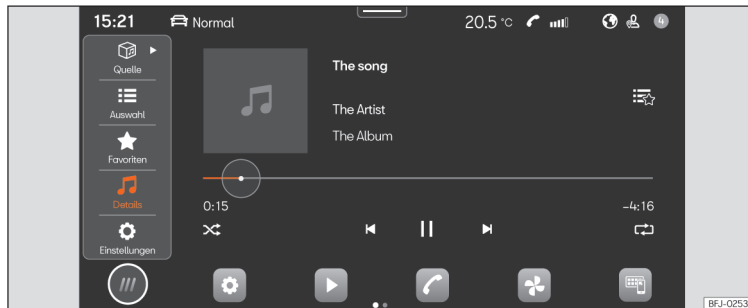 15:21 Normal 20.5 °C 4
Quelle
Auswahl
Favoriten
Details
Einstellungen
The song
The Artist
The Album
0:15 -4:16
BFJ-0253